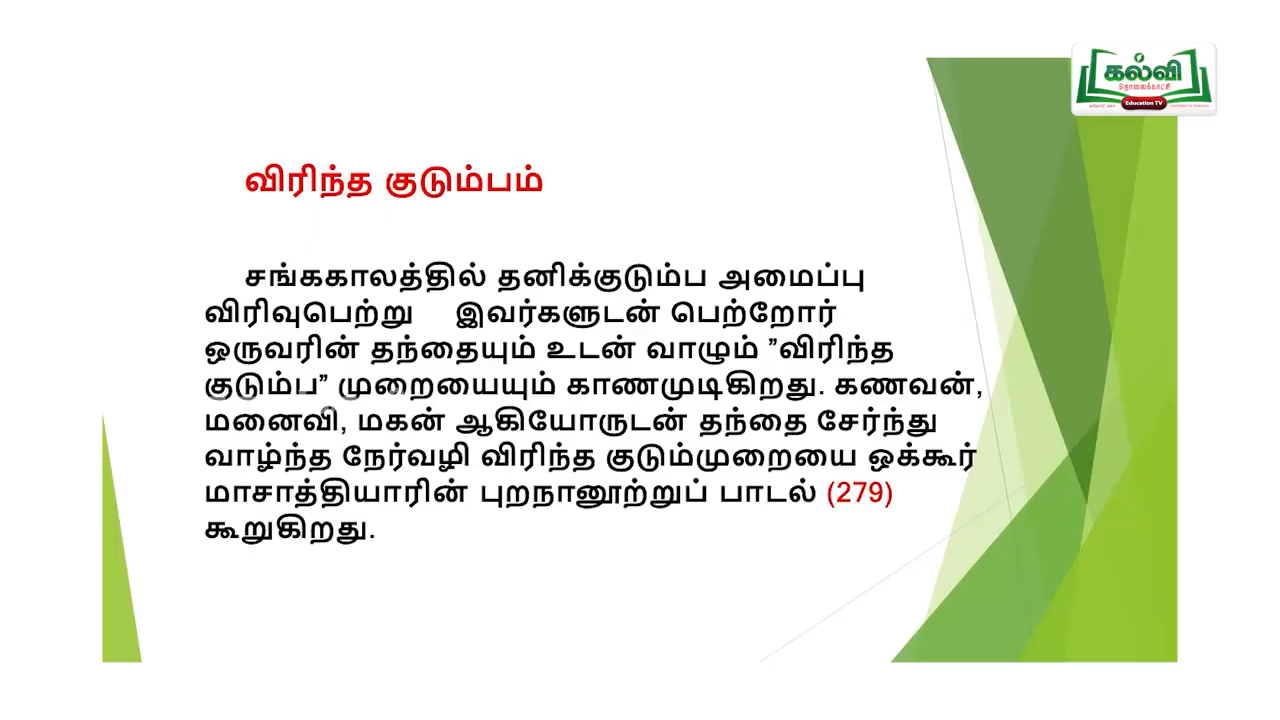 கல்வி
தொலைக்காட்சி
Education TV
விரிந்த குடும்பம்
சங்ககாலத்தில் தனிக்குடும்ப அமைப்பு
விரிவுபெற்று இவர்களுடன் பெற்றோர்
ஒருவரின் தந்தையும் உடன் வாழும் ”விரிந்த
குடும்ப” முறையையும் காணமுடிகிறது. கணவன்,
மனைவி, மகன் ஆகியோருடன் தந்தை சேர்ந்து
வாழ்ந்த நேர்வழி விரிந்த குடும்முறையை ஒக்கூர்
மாசாத்தியாரின் புறநானூற்றுப் பாடல் (279)
கூறுகிறது.